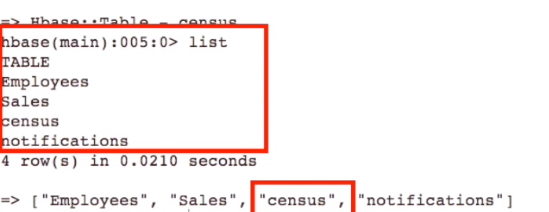 => Hbase::Table - census
hbase(main):005:0> list
TABLE
Employees
Sales
census
notifications
4 row(s) in 0.0210 seconds
=> ["Employees", "Sales", "census", "notifications"]